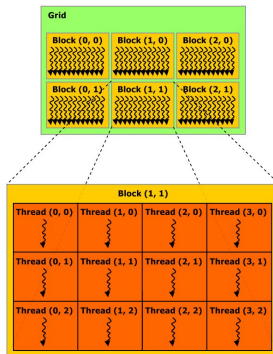 Grid
Block (0, 0) Block (1, 0) Block (2, 0)
Block (0, 1) Block (1, 1) Block (2, 1)
Block (1, 1)
Thread (0, 0) Thread (1, 0) Thread (2, 0) Thread (3, 0)
Thread (0, 1) Thread (1, 1) Thread (2, 1) Thread (3, 1)
Thread (0, 2) Thread (1, 2) Thread (2, 2) Thread (3, 2)